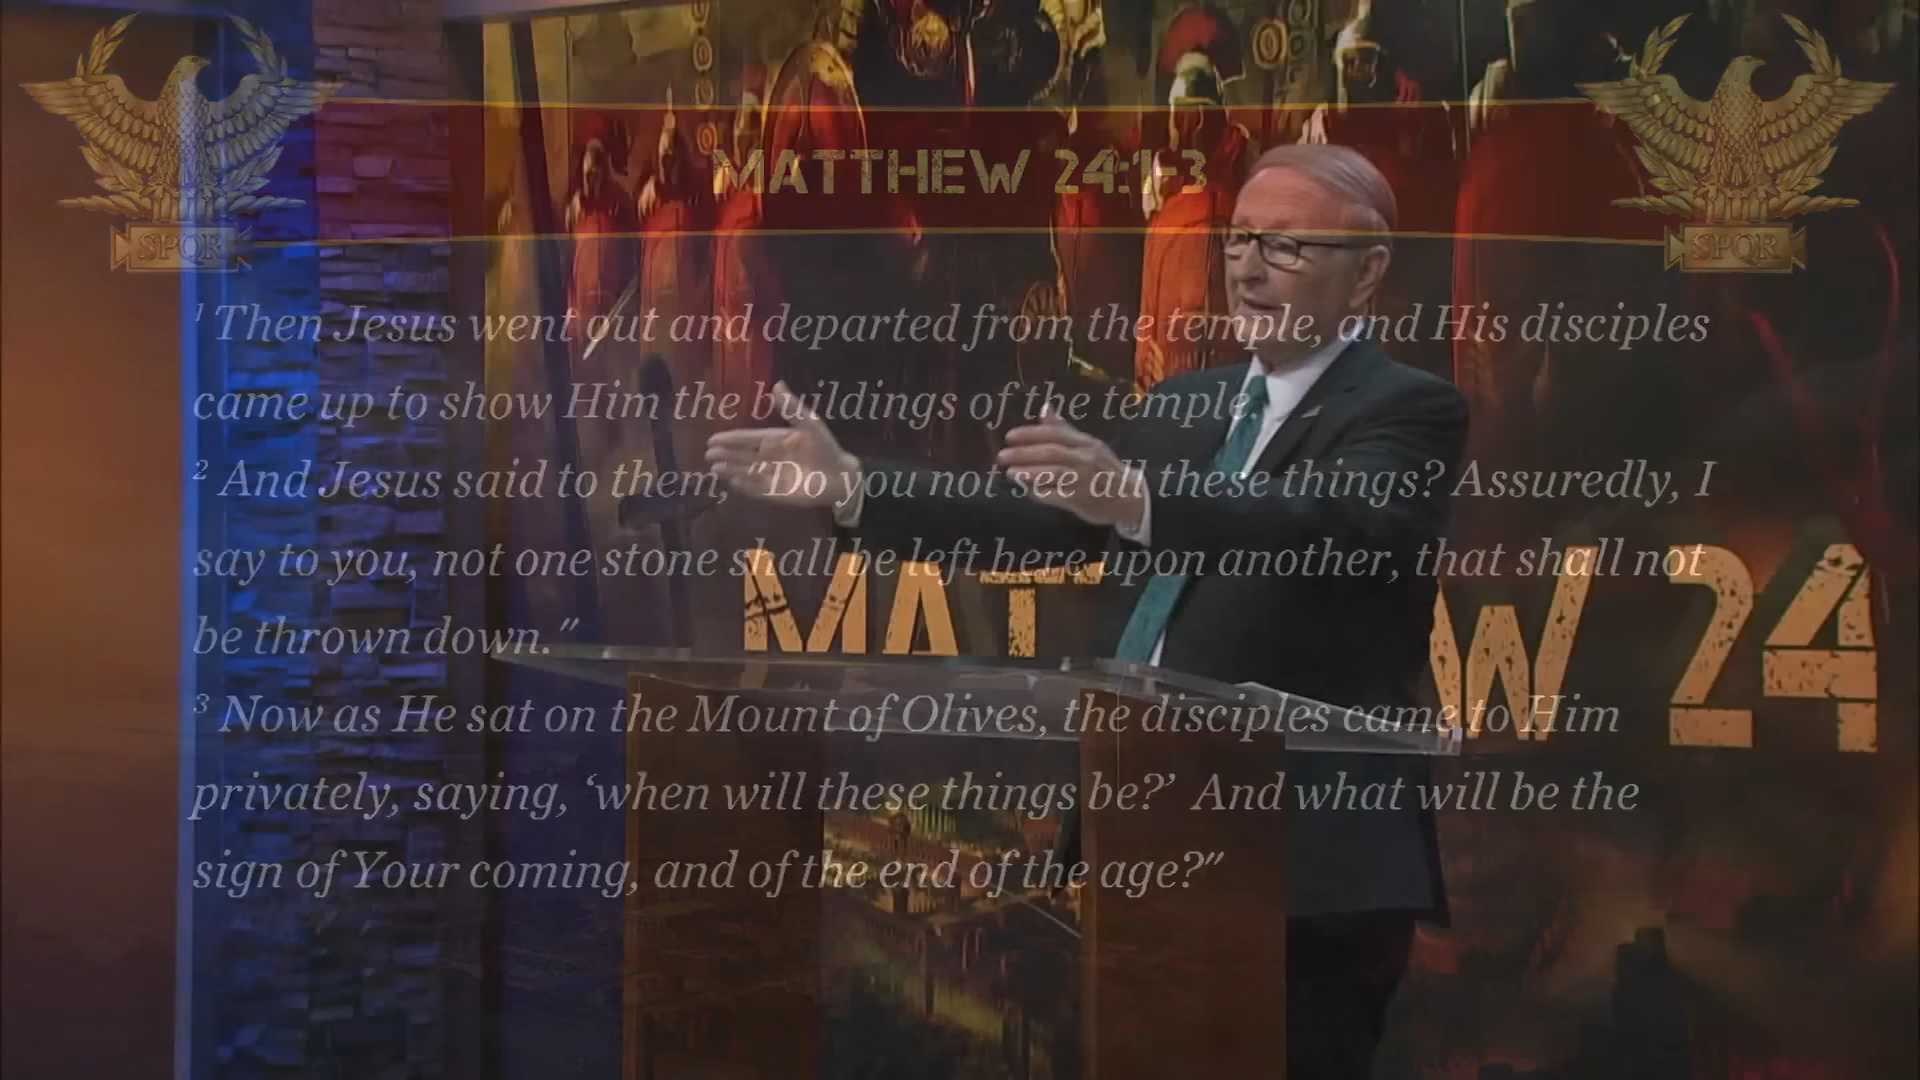 SPQR
SPQR
MATTHEW 24:1-3
1 Then Jesus went out and departed from the temple, and His disciples
came up to show Him the buildings of the temple.
2 And Jesus said to them, "Do you not see all these things? Assuredly, I
say to you, not one stone shall be left here upon another, that shall not
be thrown down."
3 Now as He sat on the Mount of Olives, the disciples came to Him
privately, saying, ‘when will these things be?’ And what will be the
sign of Your coming, and of the end of the age?"
MAT W 24